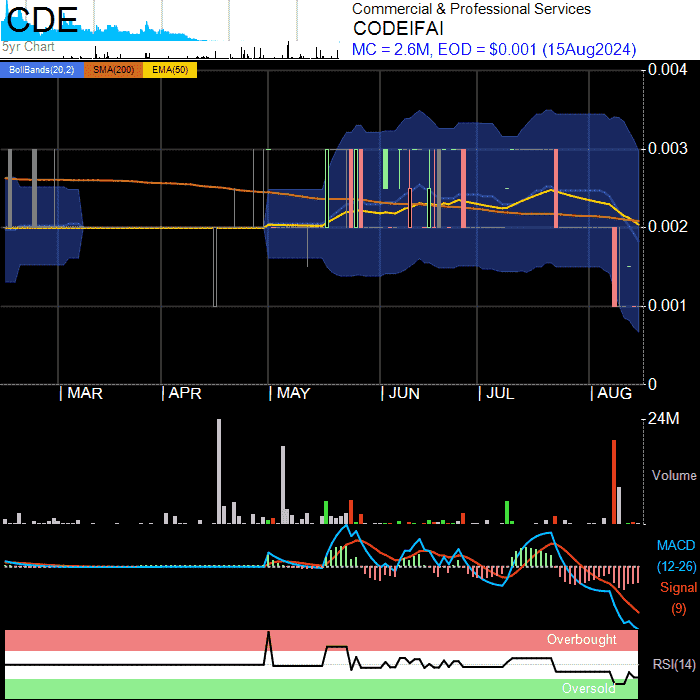 CDE
5yr Chart
Commercial & Professional Services
CODEIFAI
MC = 2.6M, EOD = $0.001 (15Aug2024)
BollBands(20,2) SMA(200) EMA(50)
0.004
0.003
0.002
0.001
0
MAR APR MAY JUN JUL AUG
24M
Volume
MACD
(12-26)
Signal
(9)
Overbought
RSI(14)
Oversold